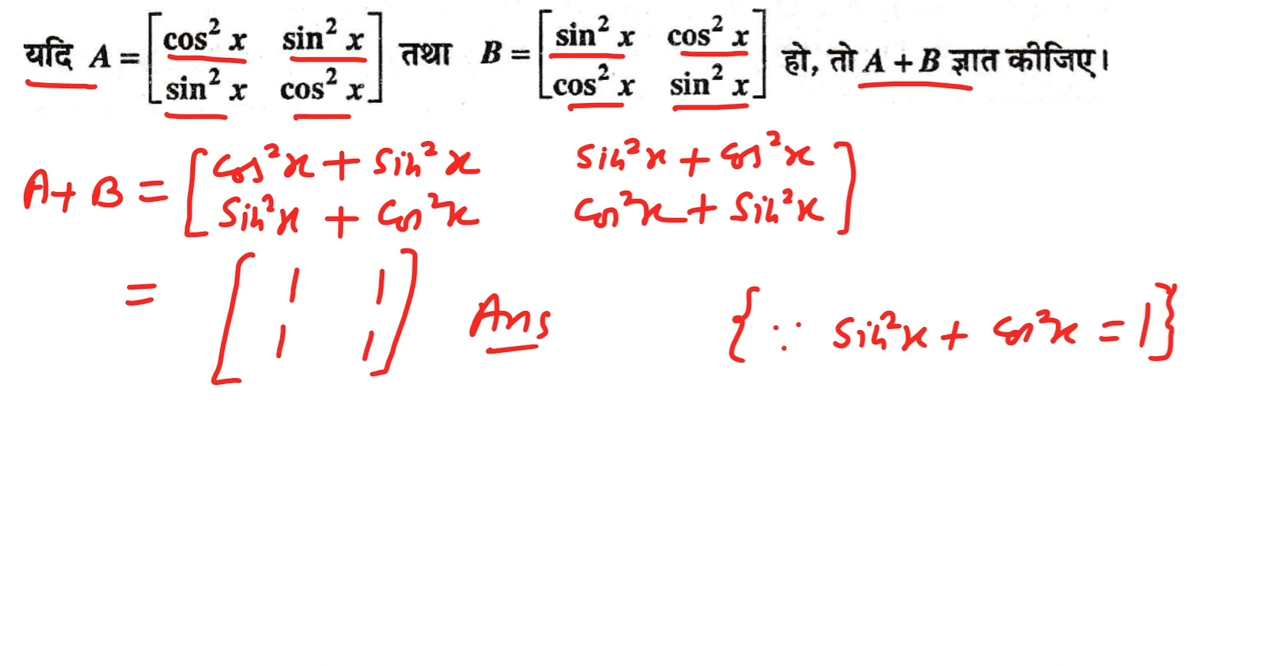 यदि A = [cos² x sin² x; sin² x cos² x] तथा B = [sin² x cos² x; cos² x sin² x] हो, तो A + B ज्ञात कीजिए।
A + B = [cos²x + sin²x sin²x + cos²x; sin²x + cos²x cos²x + sin²x]
= [1 1; 1 1] Ans {∵ sin²x + cos²x = 1}